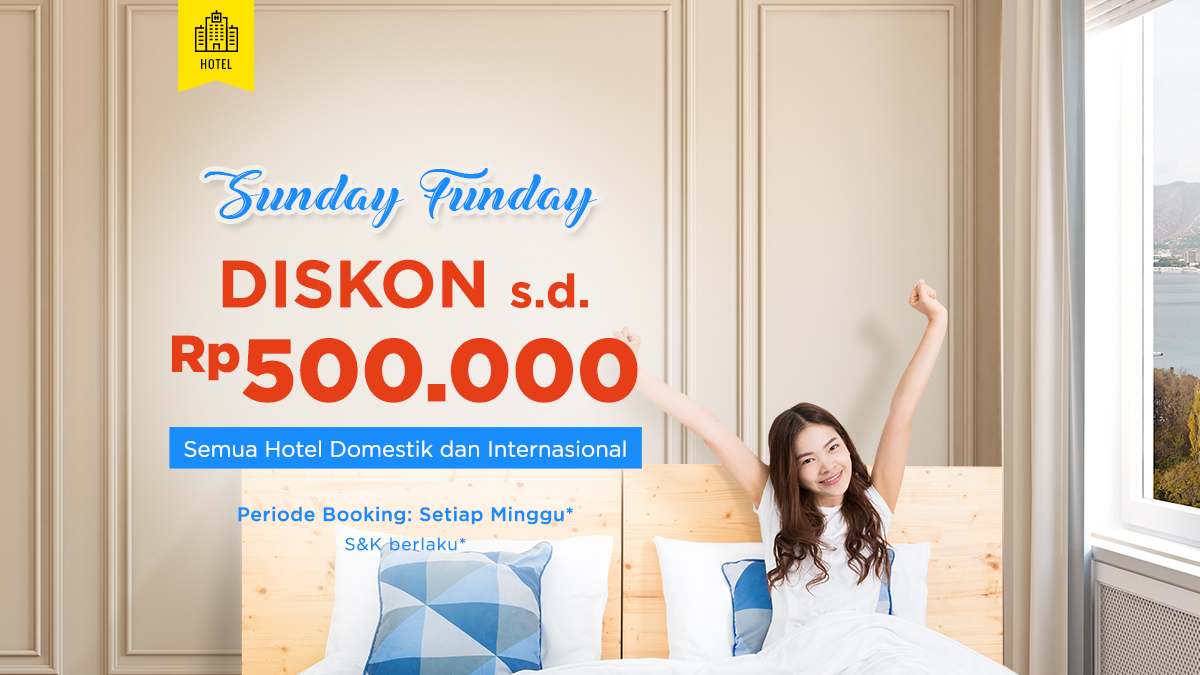 HOTEL
Sunday Funday
DISKON s.d.
Rp500.000
Semua Hotel Domestik dan Internasional
Periode Booking: Setiap Minggu*
S&K berlaku*